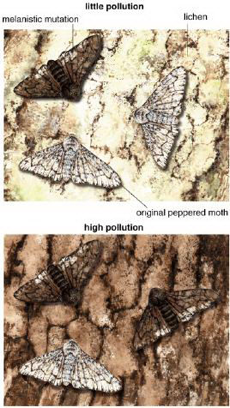 little pollution
melanistic mutation
lichen
original peppered moth
high pollution